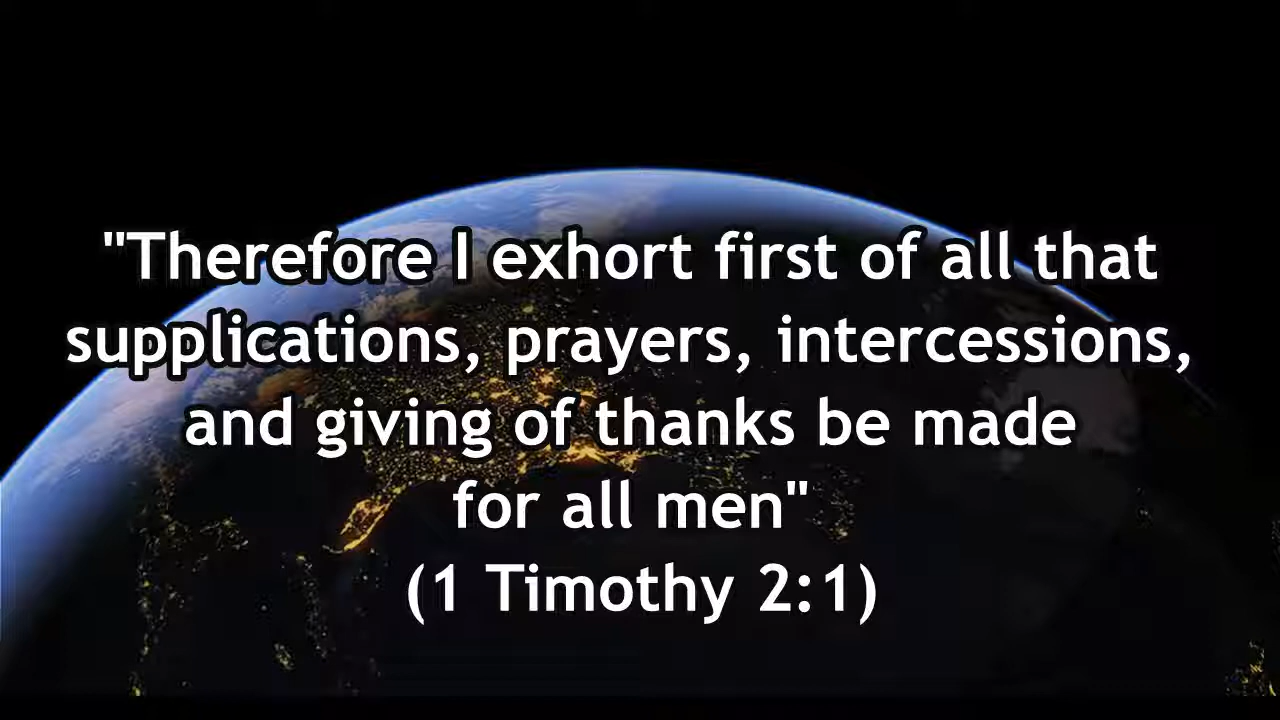 "Therefore I exhort first of all that
supplications, prayers, intercessions,
and giving of thanks be made
for all men"
(1 Timothy 2:1)